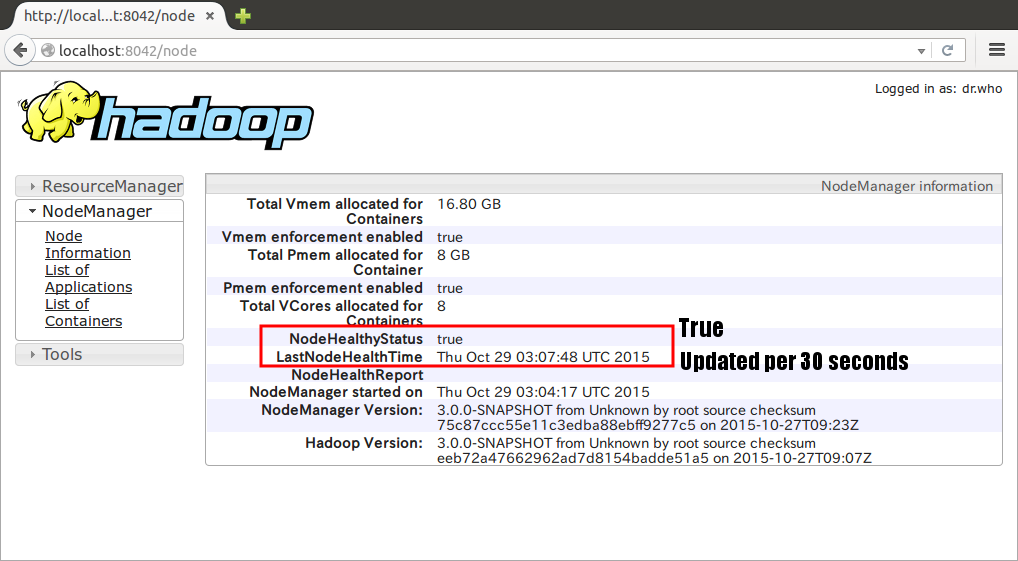 http://local...t:8042/node
localhost:8042/node
Logged in as: dr.who
hadoop
ResourceManager
NodeManager
Node
Information
List of
Applications
List of
Containers
Tools
NodeManager information
Total Vmem allocated for
Containers 16.80 GB
Vmem enforcement enabled true
Total Pmem allocated for
Container 8 GB
Pmem enforcement enabled true
Total VCores allocated for
Containers 8
NodeHealthyStatus true True
LastNodeHealthTime Thu Oct 29 03:07:48 UTC 2015 Updated per 30 seconds
NodeHealthReport
NodeManager started on Thu Oct 29 03:04:17 UTC 2015
NodeManager Version: 3.0.0-SNAPSHOT from Unknown by root source checksum
75c87ccc55e11c3edba88ebff9277c5 on 2015-10-27T09:23Z
Hadoop Version: 3.0.0-SNAPSHOT from Unknown by root source checksum
eeb72a47662962ad7d8154badde51a5 on 2015-10-27T09:07Z